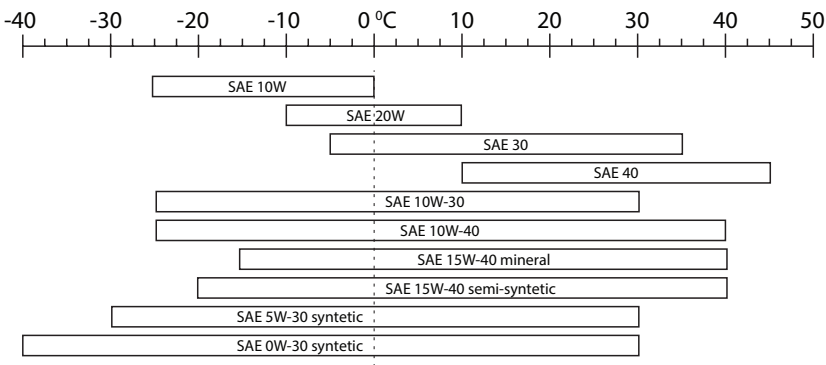 -40 -30 -20 -10 0 ⁰C 10 20 30 40 50
SAE 10W
SAE 20W
SAE 30
SAE 40
SAE 10W-30
SAE 10W-40
SAE 15W-40 mineral
SAE 15W-40 semi-syntetic
SAE 5W-30 syntetic
SAE 0W-30 syntetic